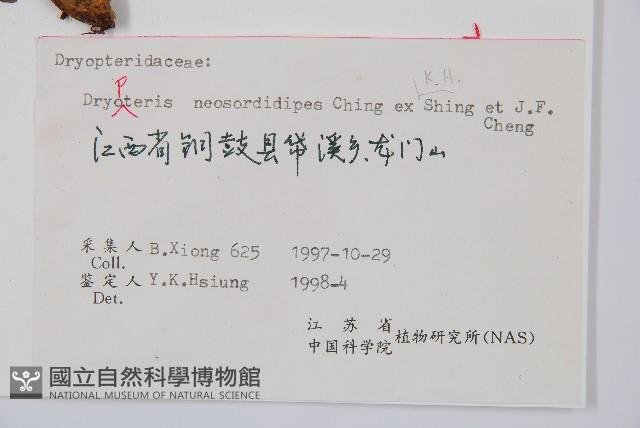 Dryopteridaceae:
K.H.
P
Dryoteris neosordidipes Ching ex Shing et J.F.
Cheng
江西省铜鼓县带溪乡龙门山
采集人 B.Xiong 625 1997-10-29
Coll.
鉴定人 Y.K.Hsiung 1998-4
Det.
江苏省
中国科学院 植物研究所(NAS)
國立自然科學博物館
NATIONAL MUSEUM OF NATURAL SCIENCE